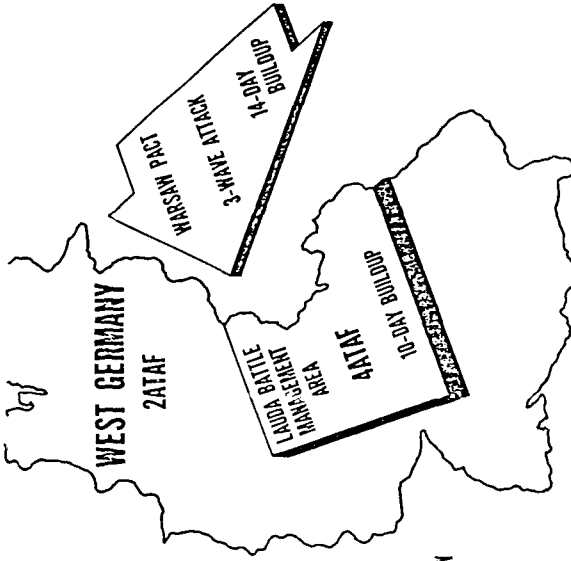 WEST GERMANY
2ATAF
WARSAW PACT
3-WAVE ATTACK
14-DAY
BUILDUP
LAUDA BATTLE
MANAGEMENT
AREA
4ATAF
10-DAY BUILDUP